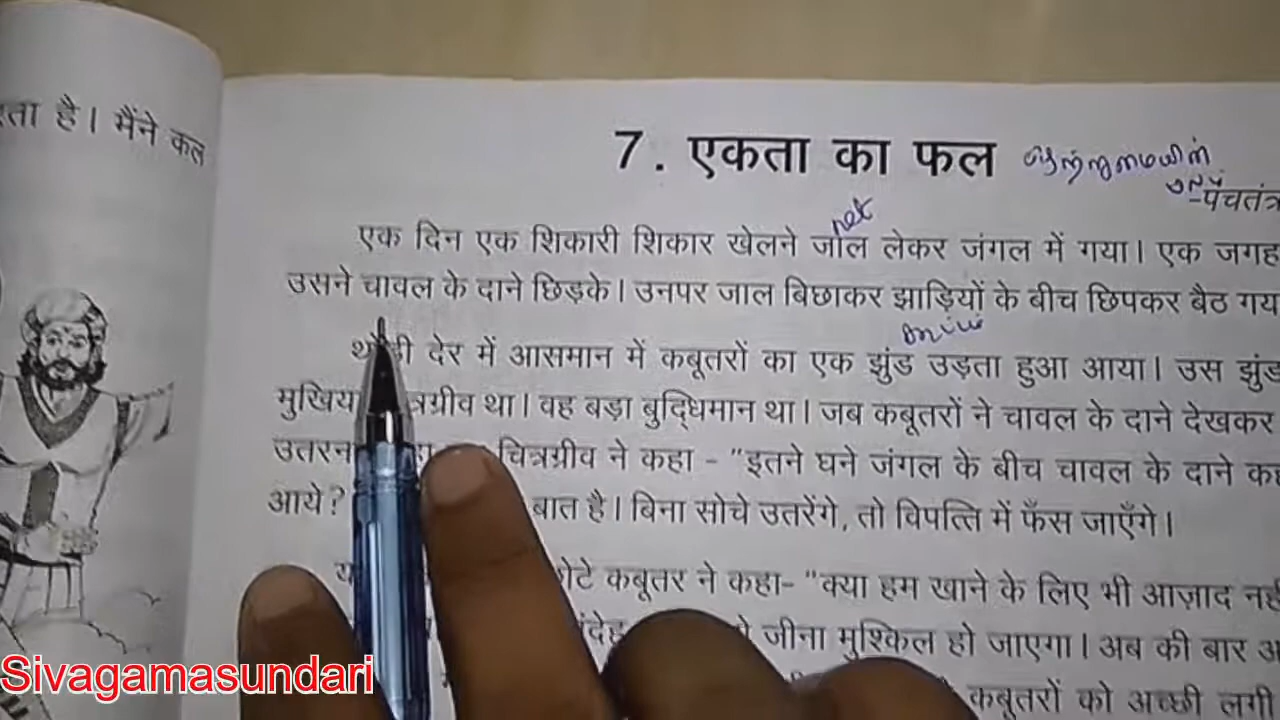 है। मैंने कल
7. एकता का फल ஒற்றுமையின்
-पंचतंत्र
net
एक दिन एक शिकारी शिकार खेलने जाल लेकर जंगल में गया। एक जगह
उसने चावल के दाने छिड़के। उनपर जाल बिछाकर झाड़ियों के बीच छिपकर बैठ गय
थोड़ी देर में आसमान में कबूतरों का एक झुंड उड़ता हुआ आया। उस झुंड
था। वह बड़ा बुद्धिमान था। जब कबूतरों ने चावल के दाने देखकर
चित्रग्रीव ने कहा - "इतने घने जंगल के बीच चावल के दाने
आये? बात है। बिना सोचे उतरेंगे, तो विपत्ति में फँस जाएँगे।
कबूतर ने कहा- "क्या हम खाने के लिए भी आज़ाद
जीना मुश्किल हो जाएगा। अब की बार
कबूतरों को अच्छी लगी
Sivagamasundari